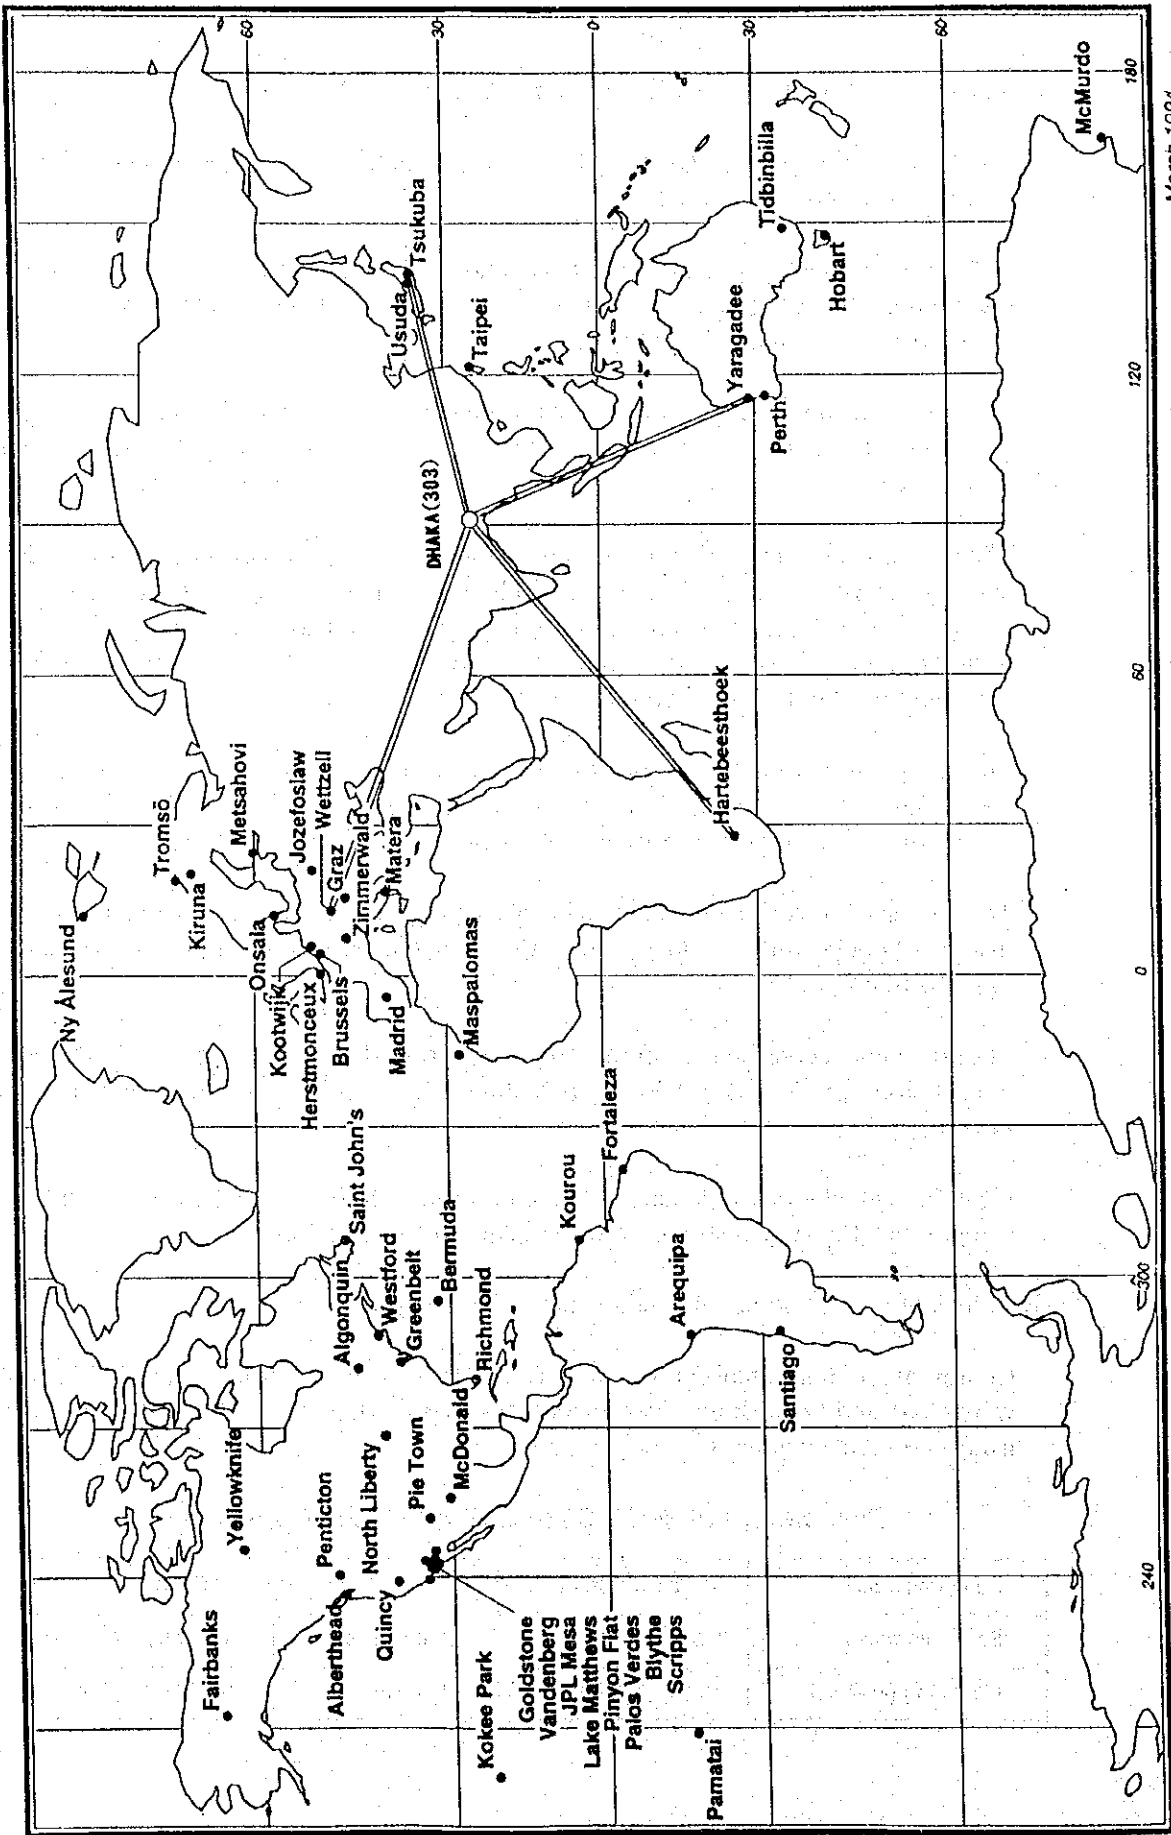 Ny Ålesund
Tromsö
Kiruna
Metsahovi
Onsala
Kootwijk
Herstmonceux
Brussels
Jozefoslaw
Wettzell
Graz
Zimmerwald
Matera
Madrid
Maspalomas
Hartebeesthoek
DHAKA(303)
Usuda
Tsukuba
Taipei
Yaragadee
Perth
Tidbinbilla
Hobart
McMurdo
Fairbanks
Yellowknife
Penticton
Alberthead
North Liberty
Quincy
Pie Town
McDonald
Algonquin
Saint John's
Westford
Greenbelt
Bermuda
Richmond
Kokee Park
Goldstone
Vandenberg
JPL Mesa
Lake Matthews
Pinyon Flat
Palos Verdes
Blythe
Scripps
Pamatai
Kourou
Fortaleza
Arequipa
Santiago
60
30
0
30
60
240
300
0
60
120
180